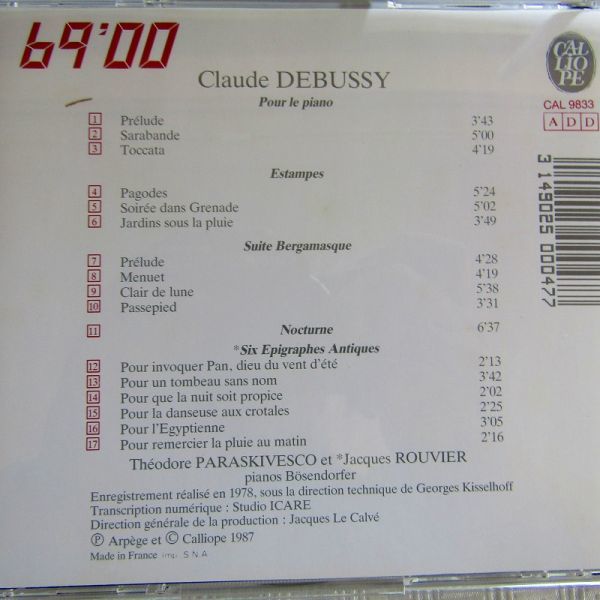 69'00
CAL
LIO
PE
Claude DEBUSSY
Pour le piano
CAL 9833
A D D
1 Prélude 3'43
2 Sarabande 5'00
3 Toccata 4'19
Estampes
4 Pagodes 5'24
5 Soirée dans Grenade 5'02
6 Jardins sous la pluie 3'49
Suite Bergamasque
7 Prélude 4'28
8 Menuet 4'19
9 Clair de lune 5'38
10 Passepied 3'31
11 Nocturne 6'37
*Six Epigraphes Antiques
12 Pour invoquer Pan, dieu du vent d'été 2'13
13 Pour un tombeau sans nom 3'42
14 Pour que la nuit soit propice 2'02
15 Pour la danseuse aux crotales 2'25
16 Pour l'Egyptienne 3'05
17 Pour remercier la pluie au matin 2'16
Théodore PARASKIVESCO et *Jacques ROUVIER
pianos Bösendorfer
Enregistrement réalisé en 1978, sous la direction technique de Georges Kisselhoff
Transcription numérique : Studio ICARE
Direction générale de la production : Jacques Le Calvé
Ⓟ Arpège et © Calliope 1987
Made in France imp. S N A
3 149025 000477